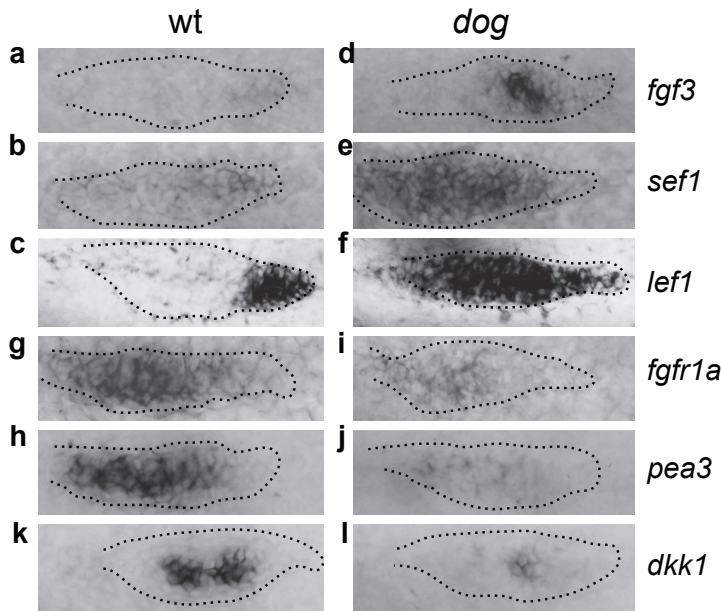 wt dog
a d fgf3
b e sef1
c f lef1
g i fgfr1a
h j pea3
k l dkk1